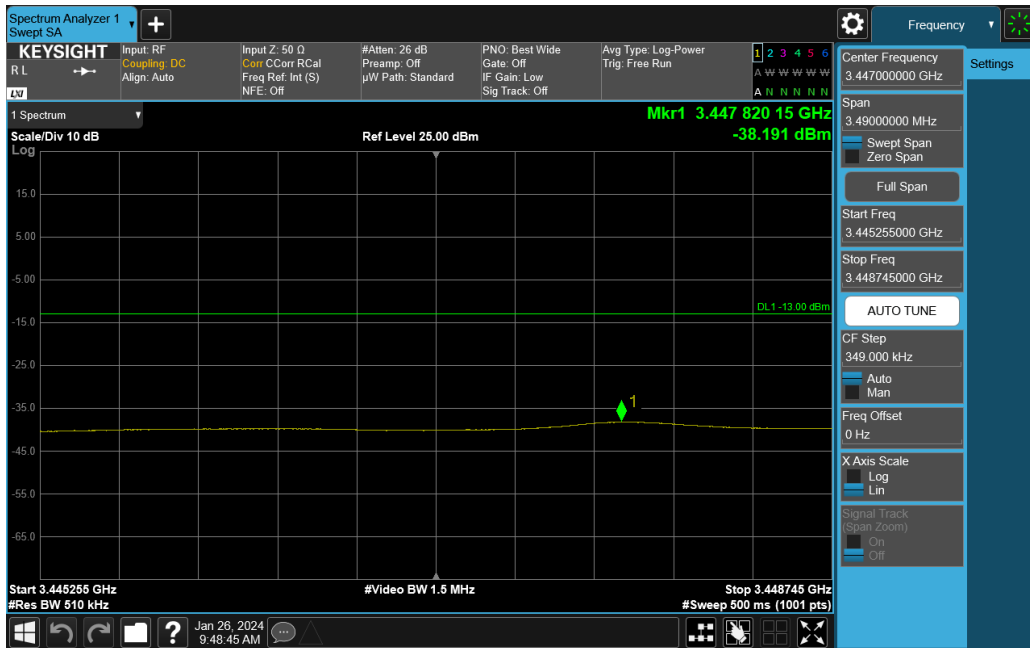 Spectrum Analyzer 1
Swept SA
+
Frequency
KEYSIGHT
R L
LXI
Input: RF
Coupling: DC
Align: Auto
Input Z: 50 Ω
Corr CCorr RCal
Freq Ref: Int (S)
NFE: Off
#Atten: 26 dB
Preamp: Off
µW Path: Standard
PNO: Best Wide
Gate: Off
IF Gain: Low
Sig Track: Off
Avg Type: Log-Power
Trig: Free Run
1 2 3 4 5 6
A W W W W W
A N N N N N
1 Spectrum
Scale/Div 10 dB
Log
Ref Level 25.00 dBm
Mkr1 3.447 820 15 GHz
-38.191 dBm
15.0
5.00
-5.00
-15.0
-25.0
-35.0
-45.0
-55.0
-65.0
DL1 -13.00 dBm
1
Start 3.445255 GHz
#Res BW 510 kHz
#Video BW 1.5 MHz
Stop 3.448745 GHz
#Sweep 500 ms (1001 pts)
Center Frequency
3.447000000 GHz
Settings
Span
3.49000000 MHz
Swept Span
Zero Span
Full Span
Start Freq
3.445255000 GHz
Stop Freq
3.448745000 GHz
AUTO TUNE
CF Step
349.000 kHz
Auto
Man
Freq Offset
0 Hz
X Axis Scale
Log
Lin
Signal Track
(Span Zoom)
On
Off
?
Jan 26, 2024
9:48:45 AM